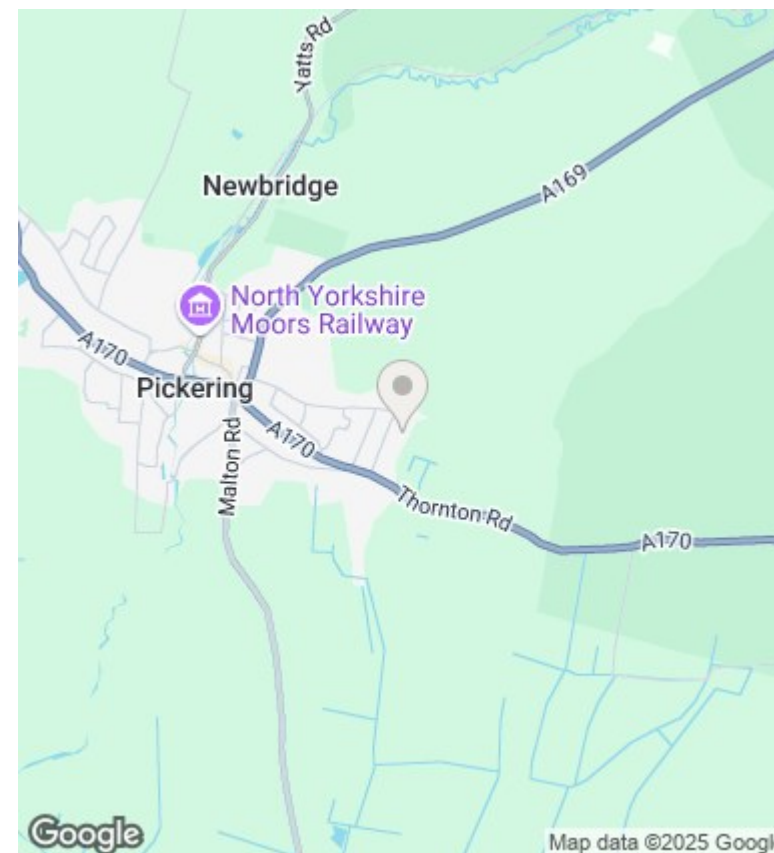 Yatts Rd
Newbridge
A169
North Yorkshire
Moors Railway
A170
Pickering
A170
Malton Rd
Thornton Rd
A170
Google
Map data ©2025 Google